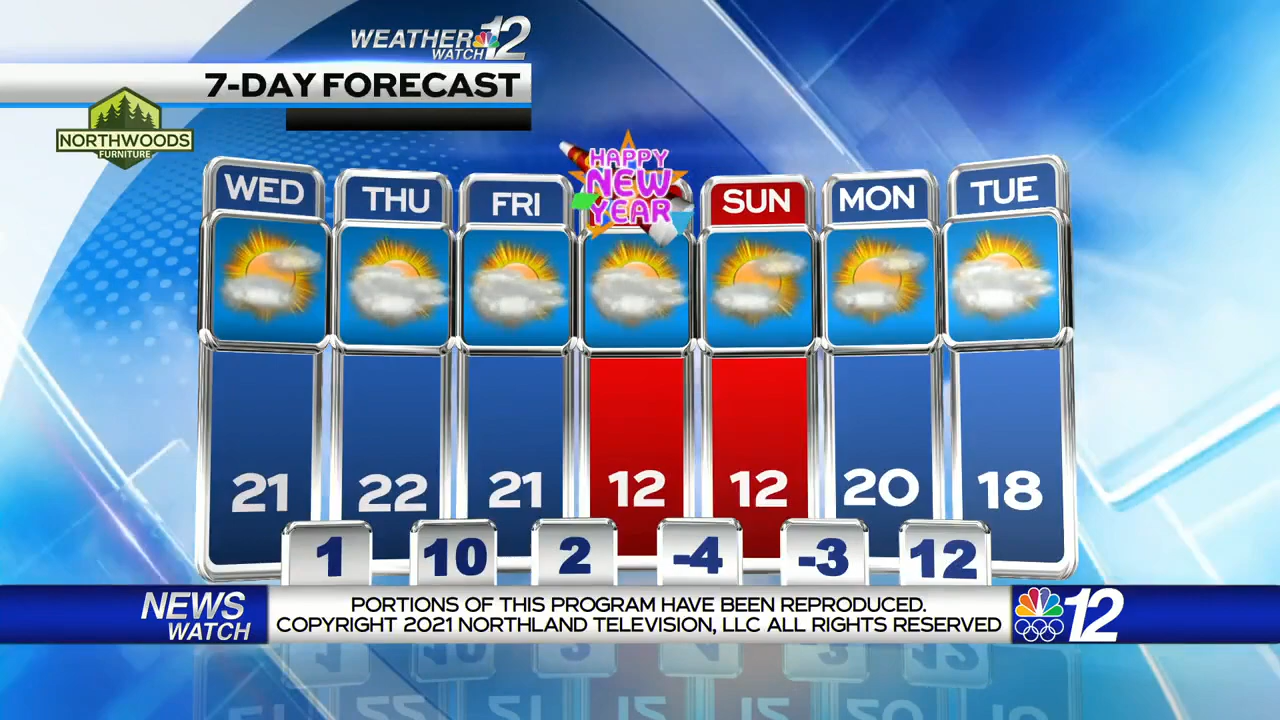 WEATHER 12
WATCH
7-DAY FORECAST
NORTHWOODS
FURNITURE
HAPPY
NEW
YEAR
WED THU FRI SUN MON TUE
21 22 21 12 12 20 18
1 10 2 -4 -3 12
NEWS
WATCH
PORTIONS OF THIS PROGRAM HAVE BEEN REPRODUCED.
COPYRIGHT 2021 NORTHLAND TELEVISION, LLC ALL RIGHTS RESERVED
12